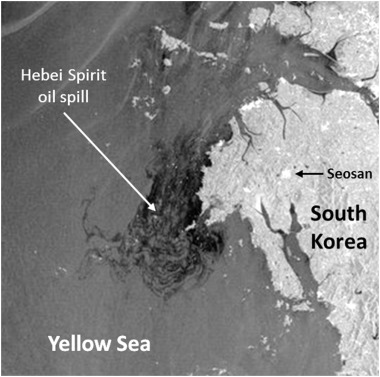 Hebei Spirit
oil spill
Seosan
South
Korea
Yellow Sea